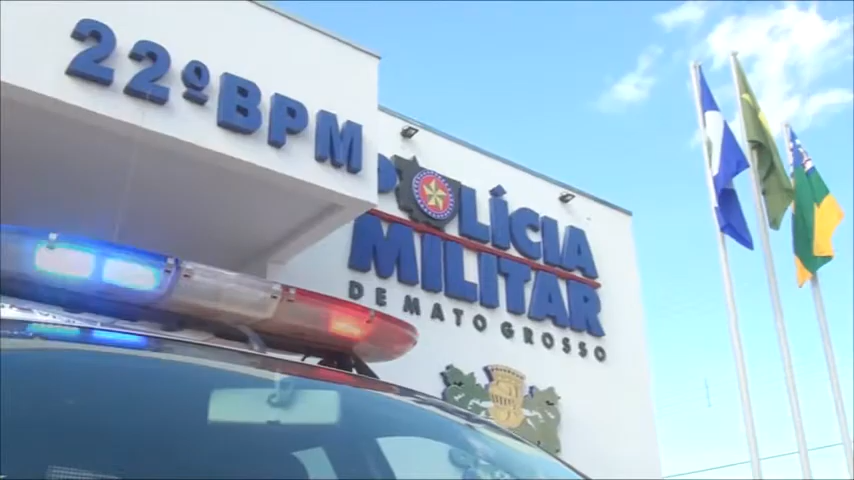 22º BPM
POLÍCIA
MILITAR
DE MATO GROSSO